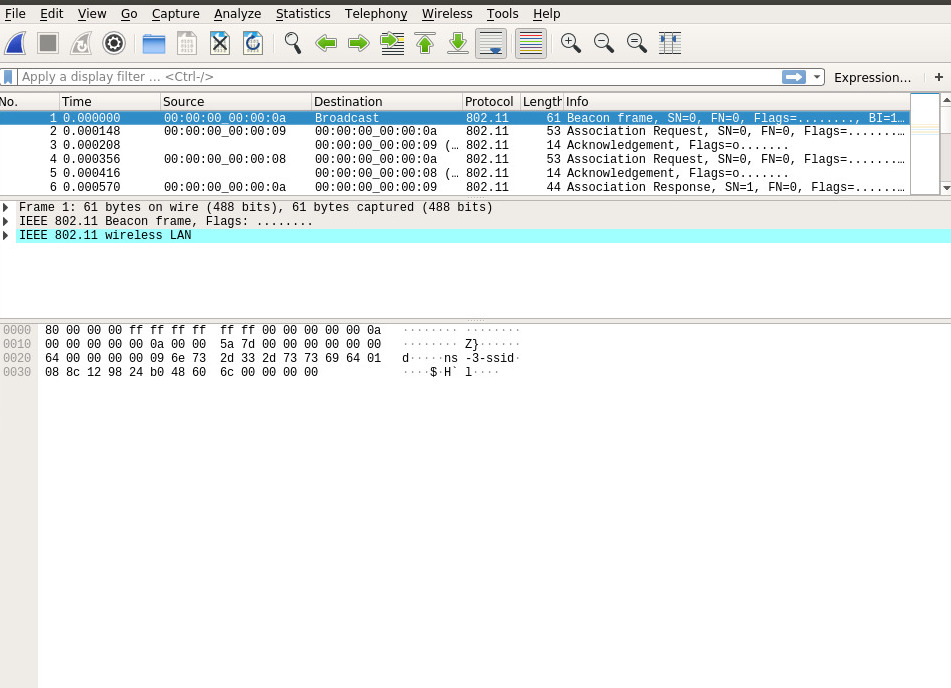 File Edit View Go Capture Analyze Statistics Telephony Wireless Tools Help
Apply a display filter ... <Ctrl-/> Expression... +
No. Time Source Destination Protocol Length Info
1 0.000000 00:00:00_00:00:0a Broadcast 802.11 61 Beacon frame, SN=0, FN=0, Flags=........, BI=1…
2 0.000148 00:00:00_00:00:09 00:00:00_00:00:0a 802.11 53 Association Request, SN=0, FN=0, Flags=.......…
3 0.000208 00:00:00_00:00:09 (… 802.11 14 Acknowledgement, Flags=o.......
4 0.000356 00:00:00_00:00:08 00:00:00_00:00:0a 802.11 53 Association Request, SN=0, FN=0, Flags=.......…
5 0.000416 00:00:00_00:00:08 (… 802.11 14 Acknowledgement, Flags=o.......
6 0.000570 00:00:00_00:00:0a 00:00:00_00:00:09 802.11 44 Association Response, SN=1, FN=0, Flags=......…
Frame 1: 61 bytes on wire (488 bits), 61 bytes captured (488 bits)
IEEE 802.11 Beacon frame, Flags: ........
IEEE 802.11 wireless LAN
0000 80 00 00 00 ff ff ff ff ff ff 00 00 00 00 00 0a ········ ········
0010 00 00 00 00 00 0a 00 00 5a 7d 00 00 00 00 00 00 ········ Z}······
0020 64 00 00 00 00 09 6e 73 2d 33 2d 73 73 69 64 01 d·····ns -3-ssid·
0030 08 8c 12 98 24 b0 48 60 6c 00 00 00 00 ····$·H` l····